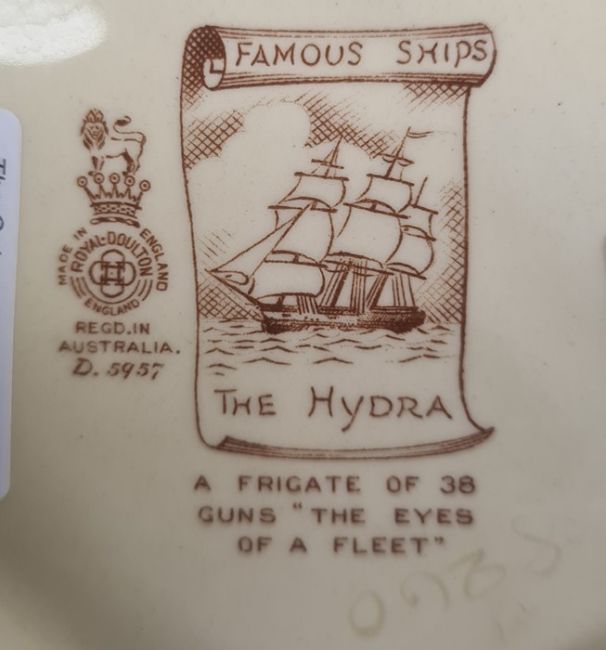 FAMOUS SHIPS
MADE IN ENGLAND
ROYAL-DOULTON
ENGLAND
REGD.IN
AUSTRALIA.
D. 5957
THE HYDRA
A FRIGATE OF 38
GUNS "THE EYES
OF A FLEET"